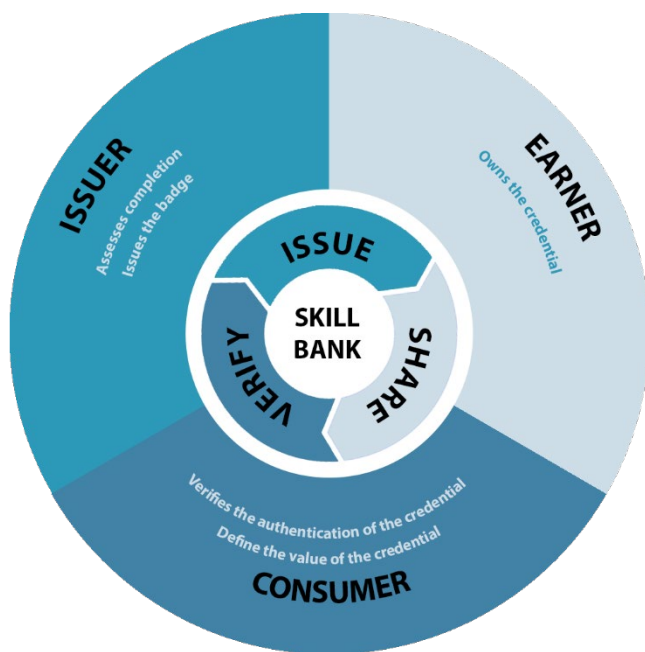 ISSUER
Assesses completion
Issues the badge
EARNER
Owns the credential
ISSUE
SHARE
VERIFY
SKILL
BANK
Verifies the authentication of the credential
Define the value of the credential
CONSUMER